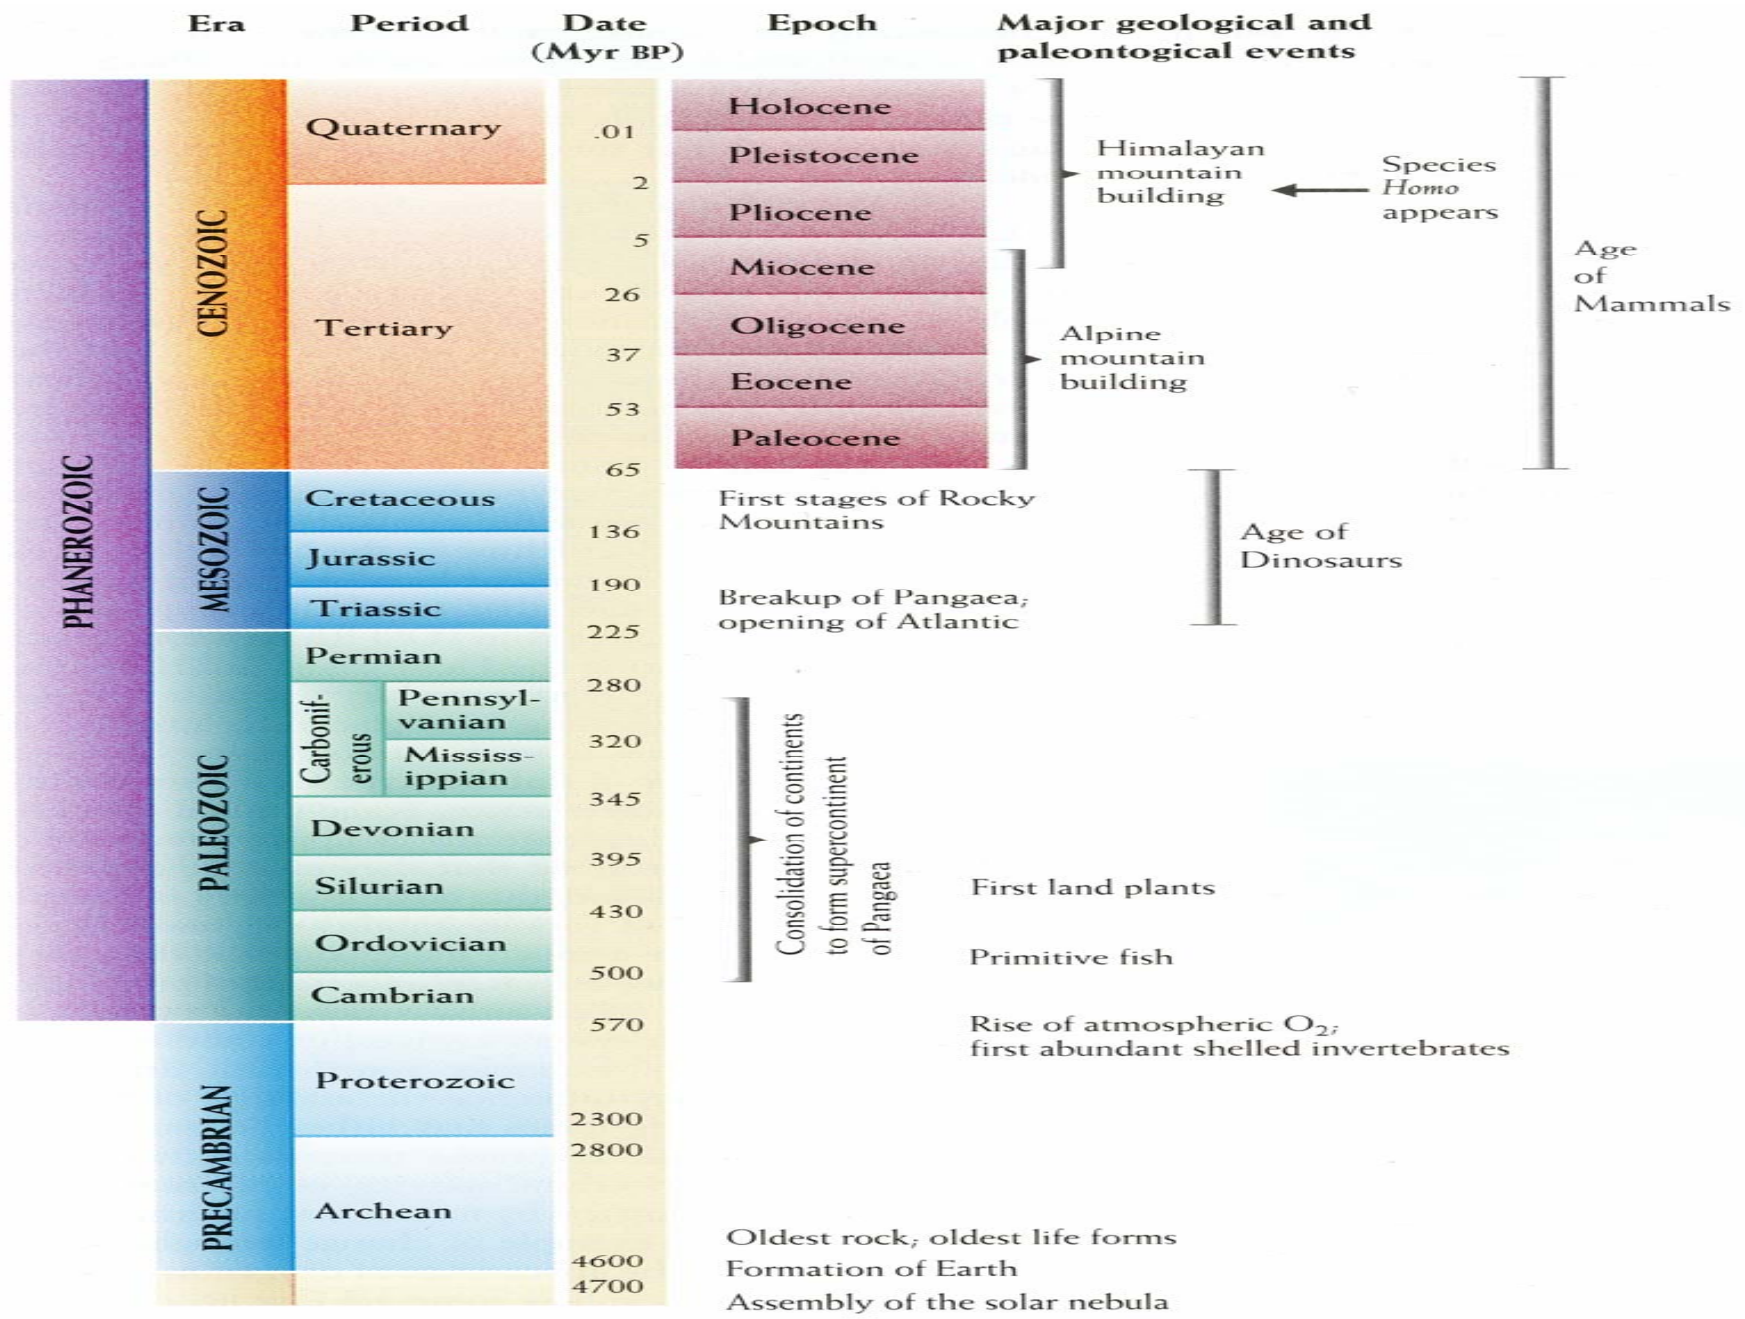 Era
Period
Date
(Myr BP)
Epoch
Major geological and
paleontogical events
PHANEROZOIC
CENOZOIC
Quaternary
Tertiary
.01
2
5
26
37
53
65
Holocene
Pleistocene
Pliocene
Miocene
Oligocene
Eocene
Paleocene
Himalayan
mountain
building
Species
Homo
appears
Alpine
mountain
building
Age
of
Mammals
MESOZOIC
Cretaceous
Jurassic
Triassic
136
190
225
First stages of Rocky
Mountains
Breakup of Pangaea;
opening of Atlantic
Age of
Dinosaurs
PALEOZOIC
Permian
Carbonif-
erous
Pennsyl-
vanian
Mississ-
ippian
Devonian
Silurian
Ordovician
Cambrian
280
320
345
395
430
500
570
Consolidation of continents
to form supercontinent
of Pangaea
First land plants
Primitive fish
Rise of atmospheric O₂;
first abundant shelled invertebrates
PRECAMBRIAN
Proterozoic
Archean
2300
2800
4600
4700
Oldest rock; oldest life forms
Formation of Earth
Assembly of the solar nebula